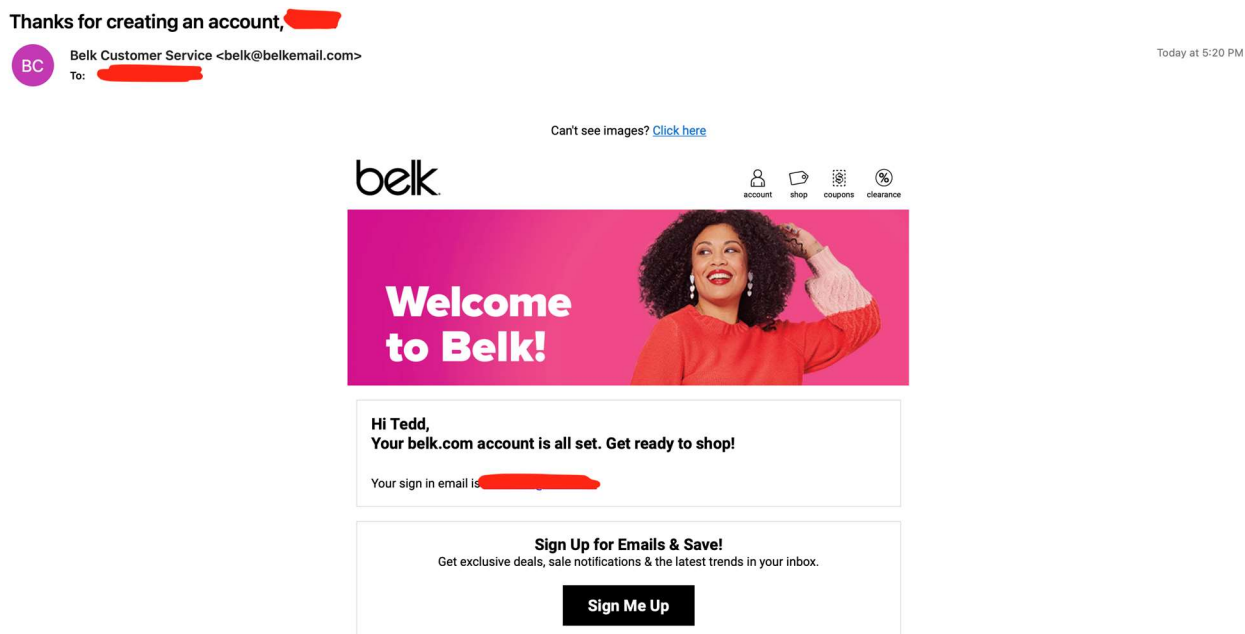 Thanks for creating an account,
BC
Belk Customer Service <belk@belkemail.com>
Today at 5:20 PM
To:
Can't see images? Click here
belk
account shop coupons clearance
Welcome
to Belk!
Hi Tedd,
Your belk.com account is all set. Get ready to shop!
Your sign in email is
Sign Up for Emails & Save!
Get exclusive deals, sale notifications & the latest trends in your inbox.
Sign Me Up